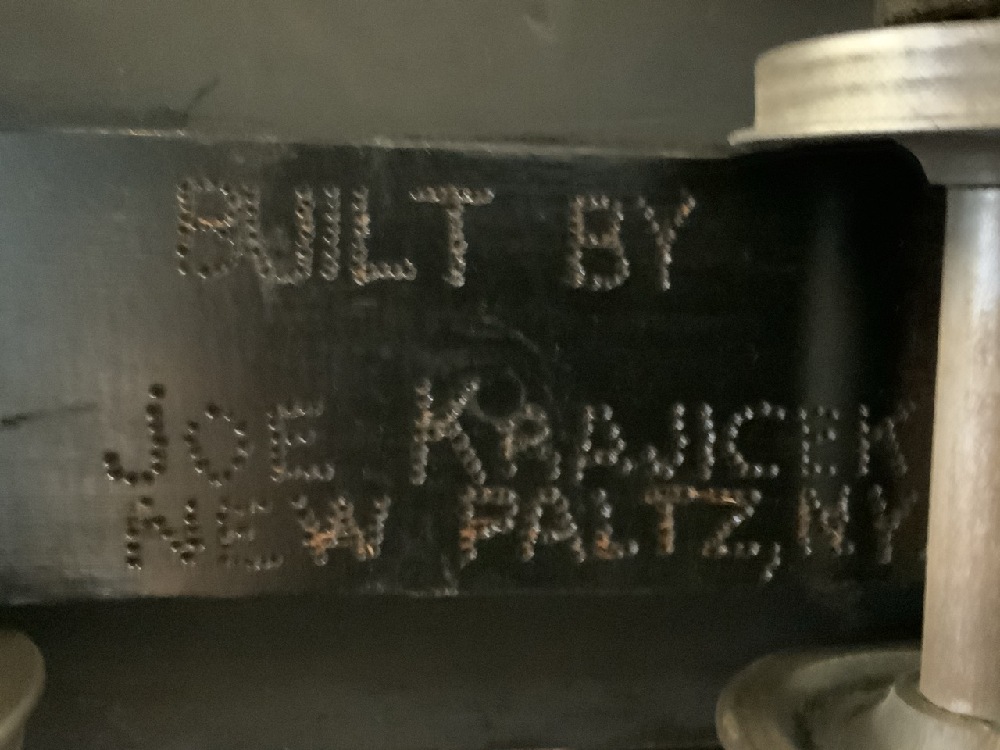 BUILT BY
JOE KRAJICEK
NEW PALTZ, NY.